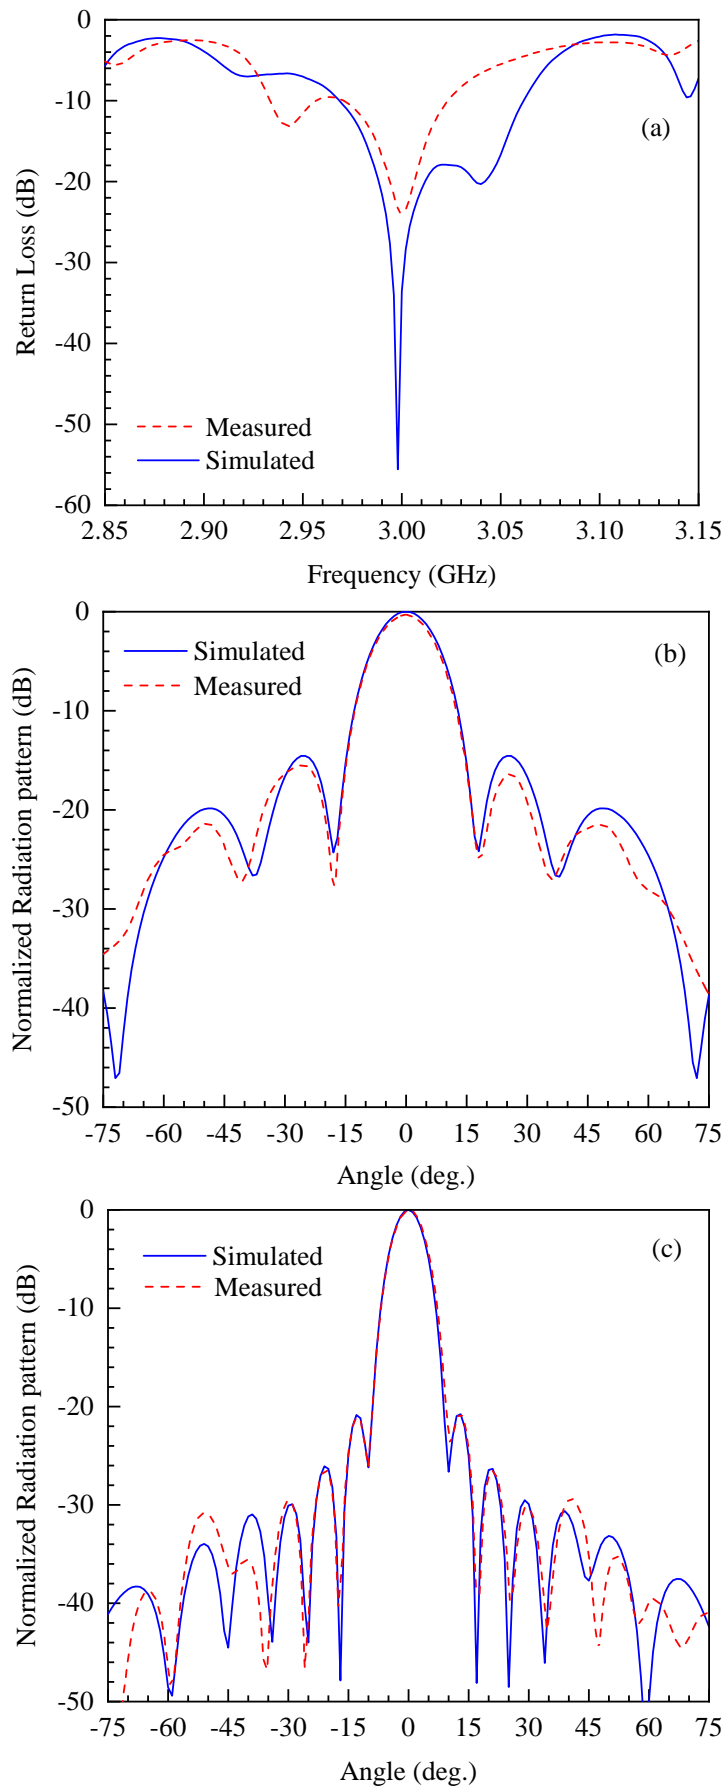 0
-10
-20
-30
-40
-50
-60
Return Loss (dB)
(a)
Measured
Simulated
2.85 2.90 2.95 3.00 3.05 3.10 3.15
Frequency (GHz)
0
-10
-20
-30
-40
-50
Normalized Radiation pattern (dB)
Simulated
Measured
(b)
-75 -60 -45 -30 -15 0 15 30 45 60 75
Angle (deg.)
0
-10
-20
-30
-40
-50
Normalized Radiation pattern (dB)
Simulated
Measured
(c)
-75 -60 -45 -30 -15 0 15 30 45 60 75
Angle (deg.)